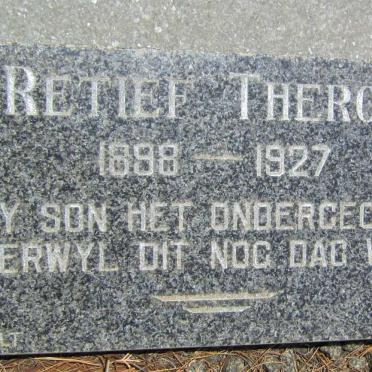 RETIEF THERO
1898 — 1927
Y SON HET ONDERGEG
ERWYL DIT NOG DAG W